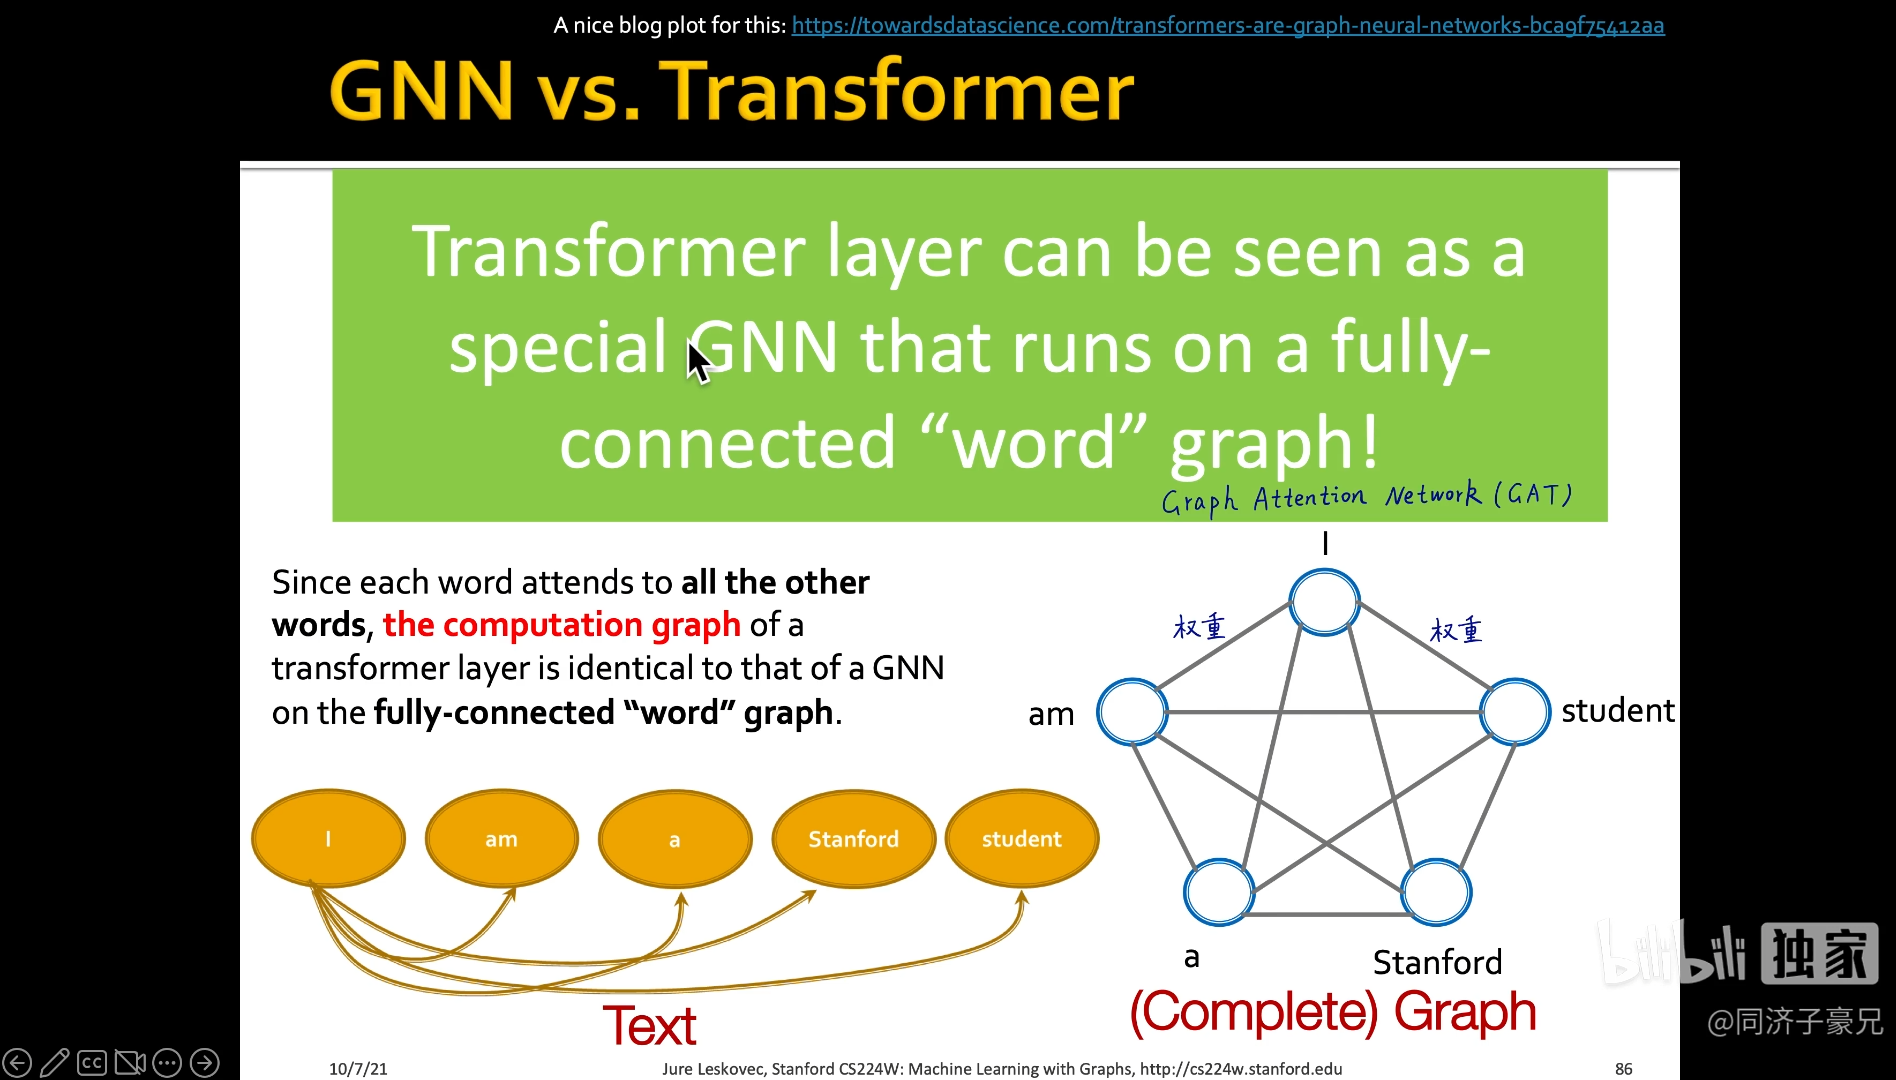 A nice blog plot for this: https://towardsdatascience.com/transformers-are-graph-neural-networks-bca9f75412aa
GNN vs. Transformer
Transformer layer can be seen as a
special GNN that runs on a fully-
connected “word” graph!
Graph Attention Network (GAT)
Since each word attends to all the other
words, the computation graph of a
transformer layer is identical to that of a GNN
on the fully-connected “word” graph.
I
权重
权重
am
student
a
Stanford
(Complete) Graph
I
am
a
Stanford
student
Text
bilibili 独家
@同济子豪兄
CC
10/7/21
Jure Leskovec, Stanford CS224W: Machine Learning with Graphs, http://cs224w.stanford.edu
86